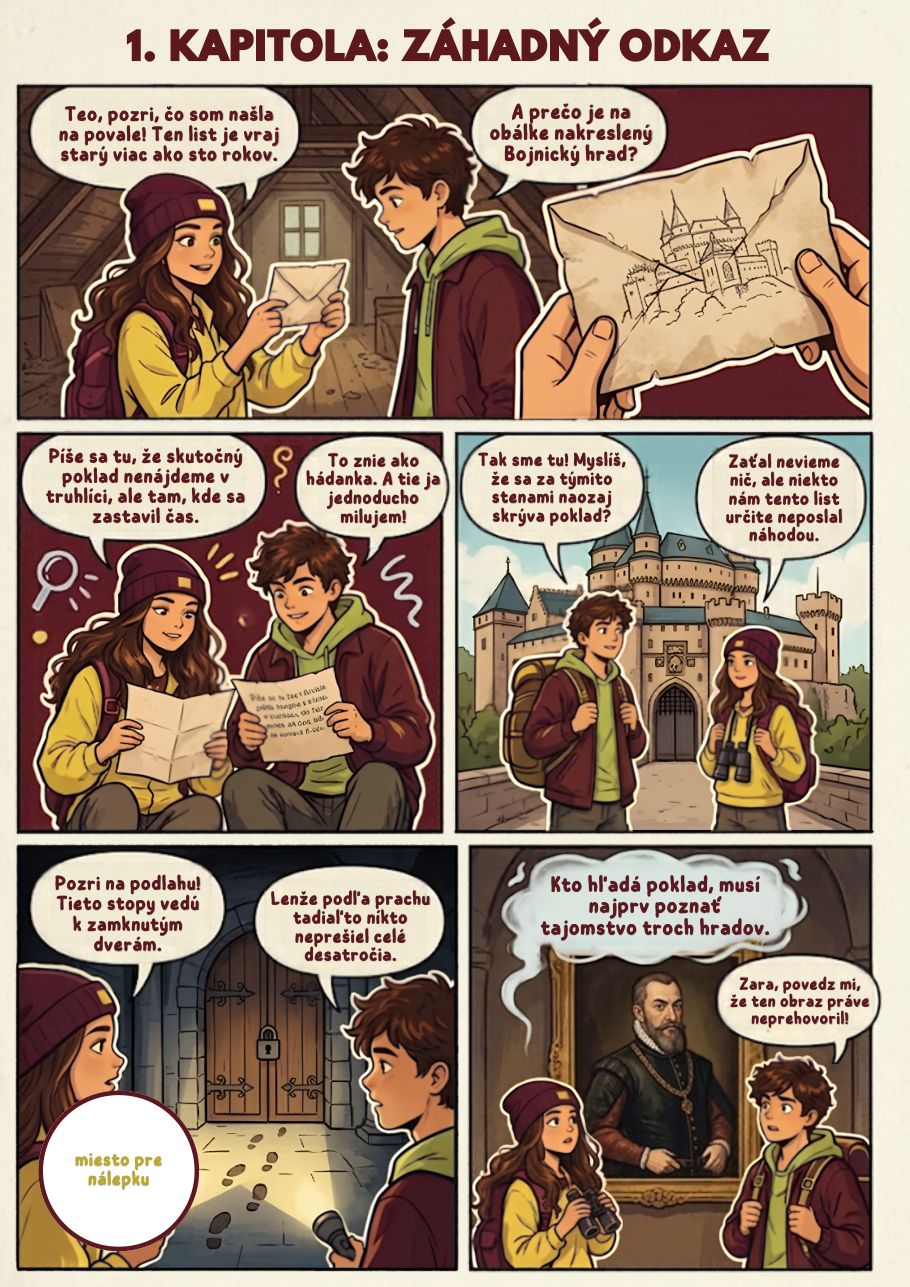 1. KAPITOLA: ZÁHADNÝ ODKAZ
Teo, pozri, čo som našla
na povale! Ten list je vraj
starý viac ako sto rokov.
A prečo je na
obálke nakreslený
Bojnický hrad?
Píše sa tu, že skutočný
poklad nenájdeme v
truhlici, ale tam, kde sa
zastavil čas.
To znie ako
hádanka. A tie ja
jednoducho
milujem!
Tak sme tu! Myslíš,
že sa za týmito
stenami naozaj
skrýva poklad?
Zaťal nevieme
nič, ale niekto
nám tento list
určite neposlal
náhodou.
Pozri na podlahu!
Tieto stopy vedú
k zamknutým
dverám.
Lenže podľa prachu
tadiaľto nikto
neprešiel celé
desatročia.
miesto pre
nálepku
Kto hľadá poklad, musí
najprv poznať
tajomstvo troch hradov.
Zara, povedz mi,
že ten obraz práve
neprehovoril!